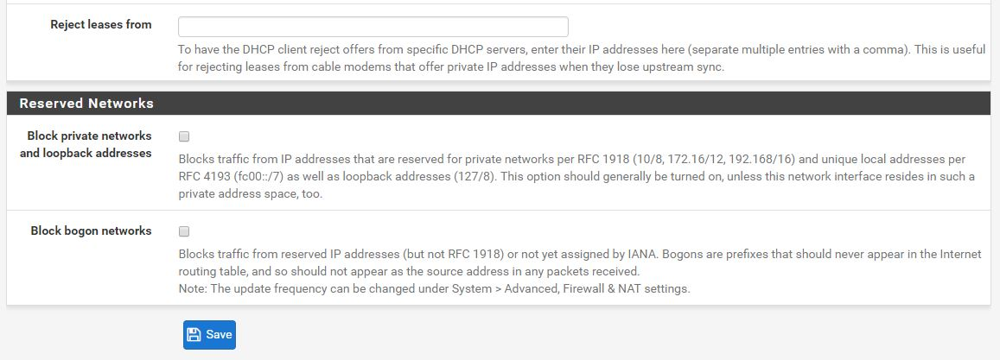 Reject leases from
To have the DHCP client reject offers from specific DHCP servers, enter their IP addresses here (separate multiple entries with a comma). This is useful
for rejecting leases from cable modems that offer private IP addresses when they lose upstream sync.
Reserved Networks
Block private networks
and loopback addresses
Blocks traffic from IP addresses that are reserved for private networks per RFC 1918 (10/8, 172.16/12, 192.168/16) and unique local addresses per
RFC 4193 (fc00::/7) as well as loopback addresses (127/8). This option should generally be turned on, unless this network interface resides in such a
private address space, too.
Block bogon networks
Blocks traffic from reserved IP addresses (but not RFC 1918) or not yet assigned by IANA. Bogons are prefixes that should never appear in the Internet
routing table, and so should not appear as the source address in any packets received.
Note: The update frequency can be changed under System > Advanced, Firewall & NAT settings.
Save